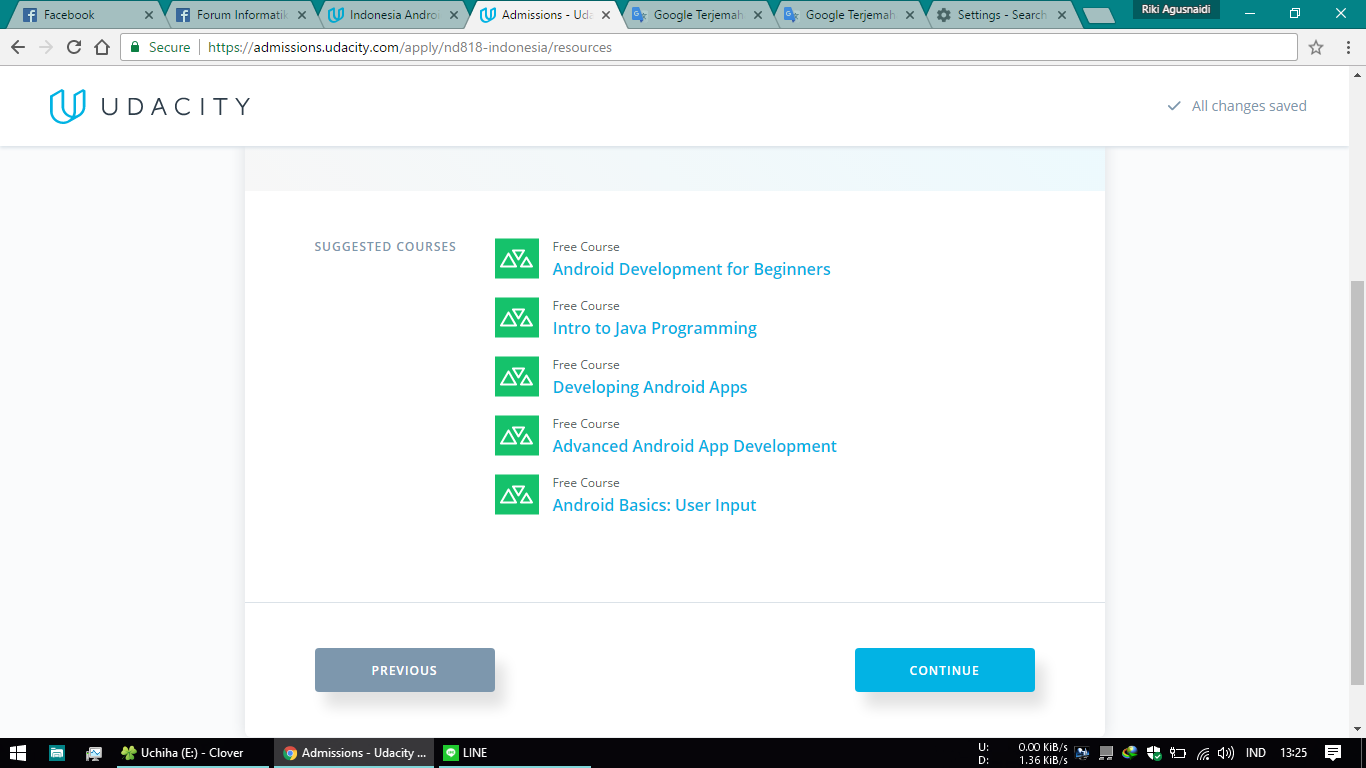 Facebook
Forum Informatik
Indonesia Andro
Admissions - Uda
Google Terjemah
Google Terjemah
Settings - Search
Riki Agusnaidi
Secure
https://admissions.udacity.com/apply/nd818-indonesia/resources
UDACITY
All changes saved
SUGGESTED COURSES
Free Course
Android Development for Beginners
Free Course
Intro to Java Programming
Free Course
Developing Android Apps
Free Course
Advanced Android App Development
Free Course
Android Basics: User Input
PREVIOUS
CONTINUE
Uchiha (E:) - Clover
Admissions - Udacity ...
LINE
U: 0.00 KiB/s
D: 1.36 KiB/s
IND
13:25